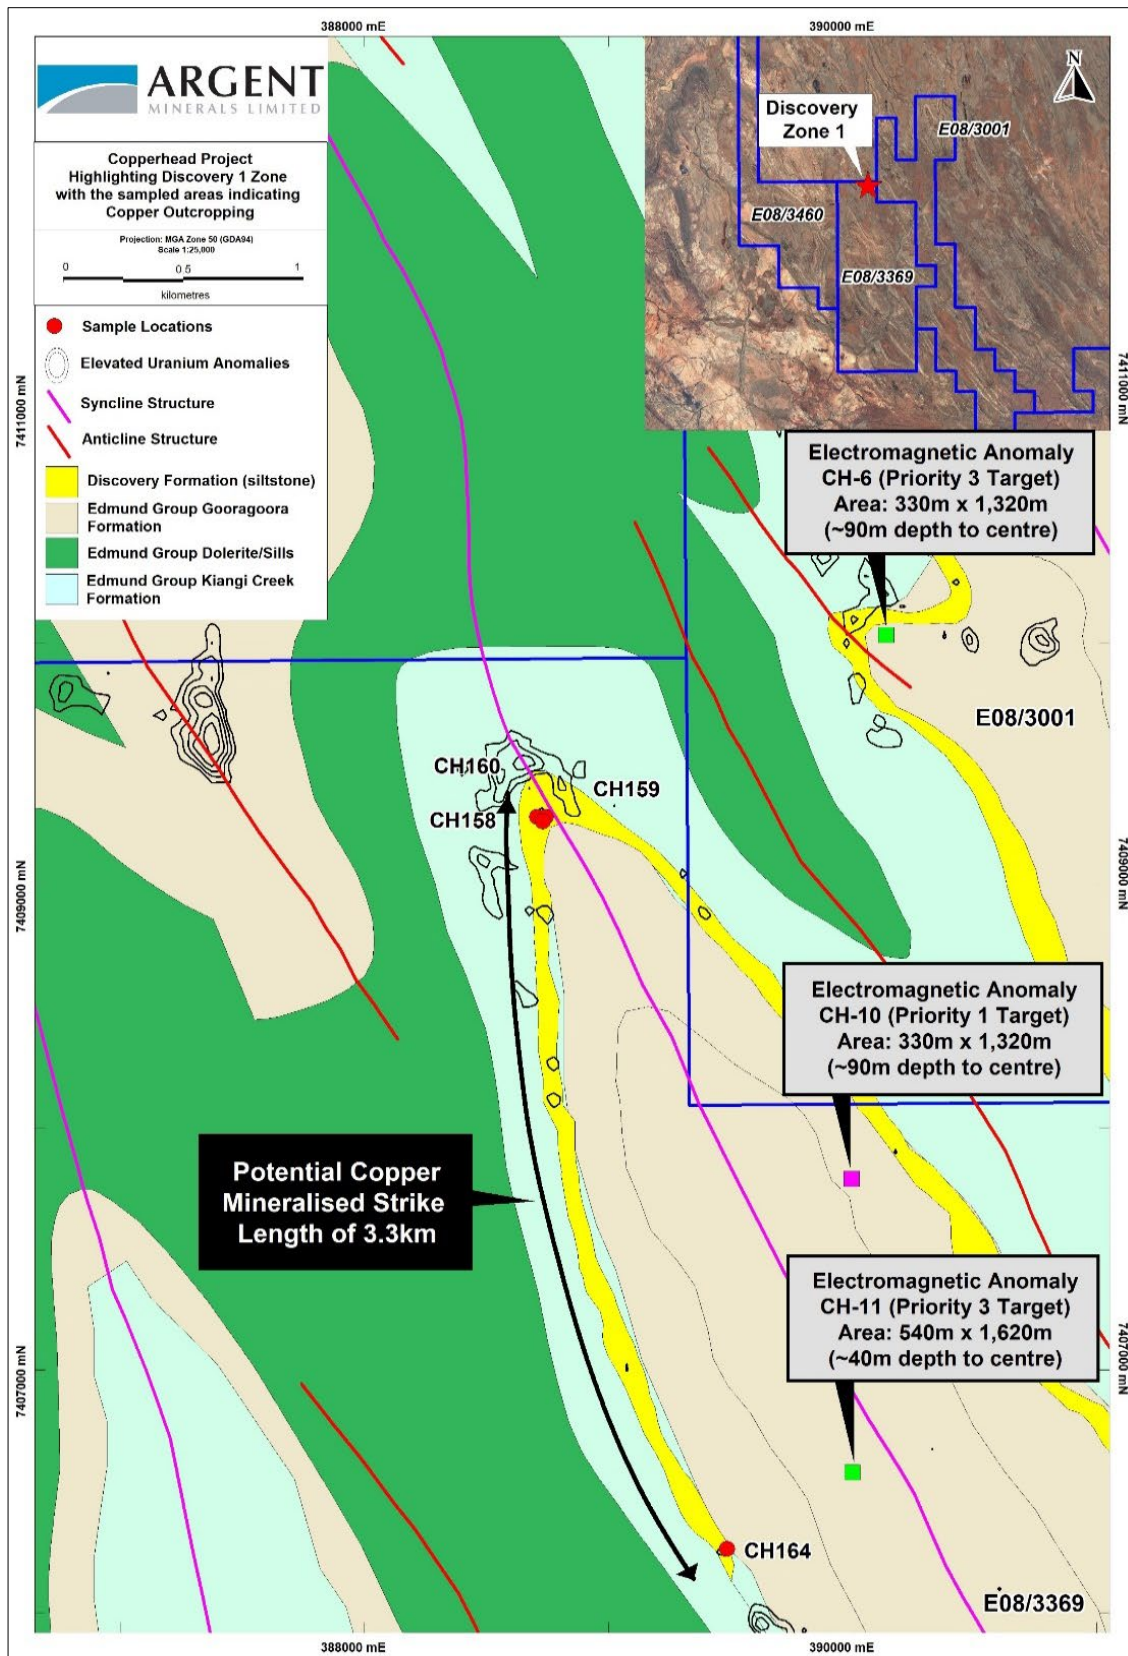 388000 mE
390000 mE
ARGENT
MINERALS LIMITED
Copperhead Project
Highlighting Discovery 1 Zone
with the sampled areas indicating
Copper Outcropping
Projection: MGA Zone 50 (GDA94)
Scale 1:25,000
0 0.5 1
kilometres
Sample Locations
Elevated Uranium Anomalies
Syncline Structure
Anticline Structure
Discovery Formation (siltstone)
Edmund Group Gooragoora
Formation
Edmund Group Dolerite/Sills
Edmund Group Kiangi Creek
Formation
N
Discovery
Zone 1
E08/3001
E08/3460
E08/3369
7411000 mN
7411000 mN
Electromagnetic Anomaly
CH-6 (Priority 3 Target)
Area: 330m x 1,320m
(~90m depth to centre)
E08/3001
CH160
CH159
CH158
7409000 mN
7409000 mN
Electromagnetic Anomaly
CH-10 (Priority 1 Target)
Area: 330m x 1,320m
(~90m depth to centre)
Potential Copper
Mineralised Strike
Length of 3.3km
Electromagnetic Anomaly
CH-11 (Priority 3 Target)
Area: 540m x 1,620m
(~40m depth to centre)
7407000 mN
7407000 mN
CH164
E08/3369
388000 mE
390000 mE